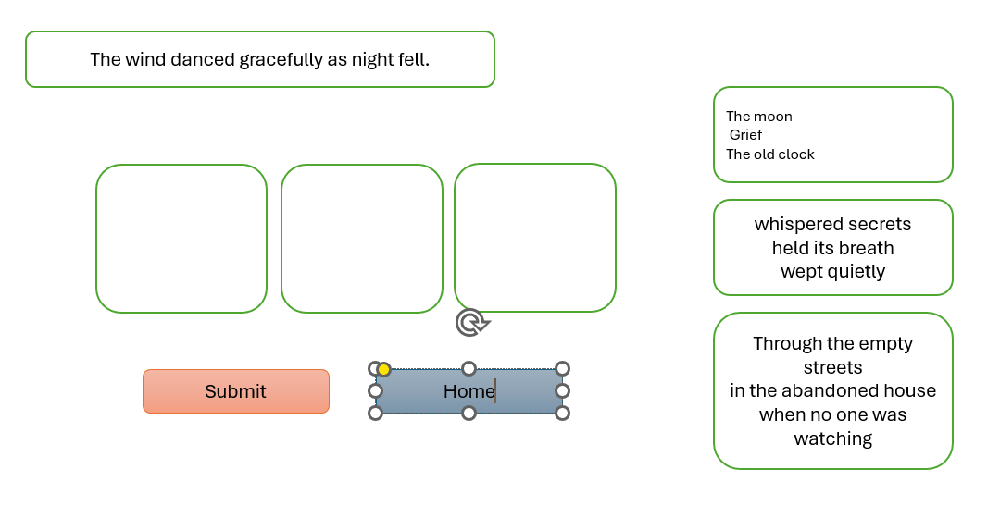 The wind danced gracefully as night fell.
The moon
Grief
The old clock
whispered secrets
held its breath
wept quietly
Through the empty
streets
in the abandoned house
when no one was
watching
Submit
Home